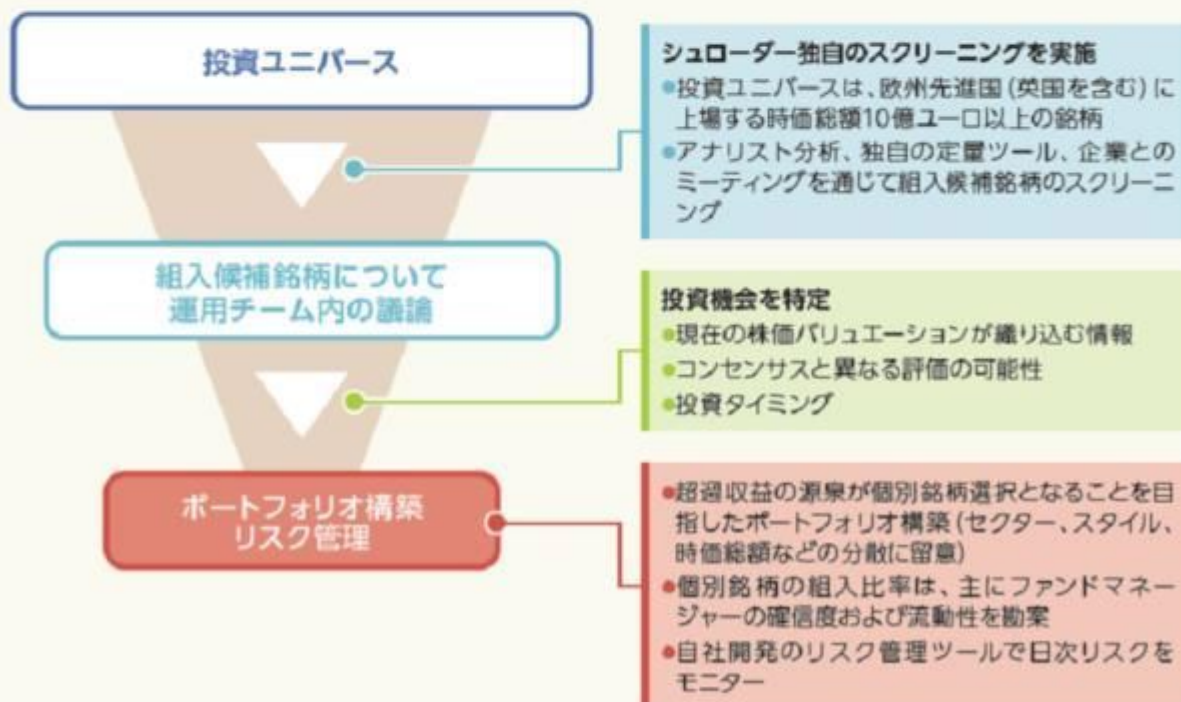 投資ユニバース
シュローダー独自のスクリーニングを実施
●投資ユニバースは、欧州先進国(英国を含む)に
上場する時価総額10億ユーロ以上の銘柄
●アナリスト分析、独自の定量ツール、企業との
ミーティングを通じて組入候補銘柄のスクリーニ
ング
組入候補銘柄について
運用チーム内の議論
投資機会を特定
●現在の株価バリュエーションが織り込む情報
●コンセンサスと異なる評価の可能性
●投資タイミング
ポートフォリオ構築
リスク管理
●超過収益の源泉が個別銘柄選択となることを目
指したポートフォリオ構築(セクター、スタイル、
時価総額などの分散に留意)
●個別銘柄の組入比率は、主にファンドマネー
ジャーの確信度および流動性を勘案
●自社開発のリスク管理ツールで日次リスクを
モニター